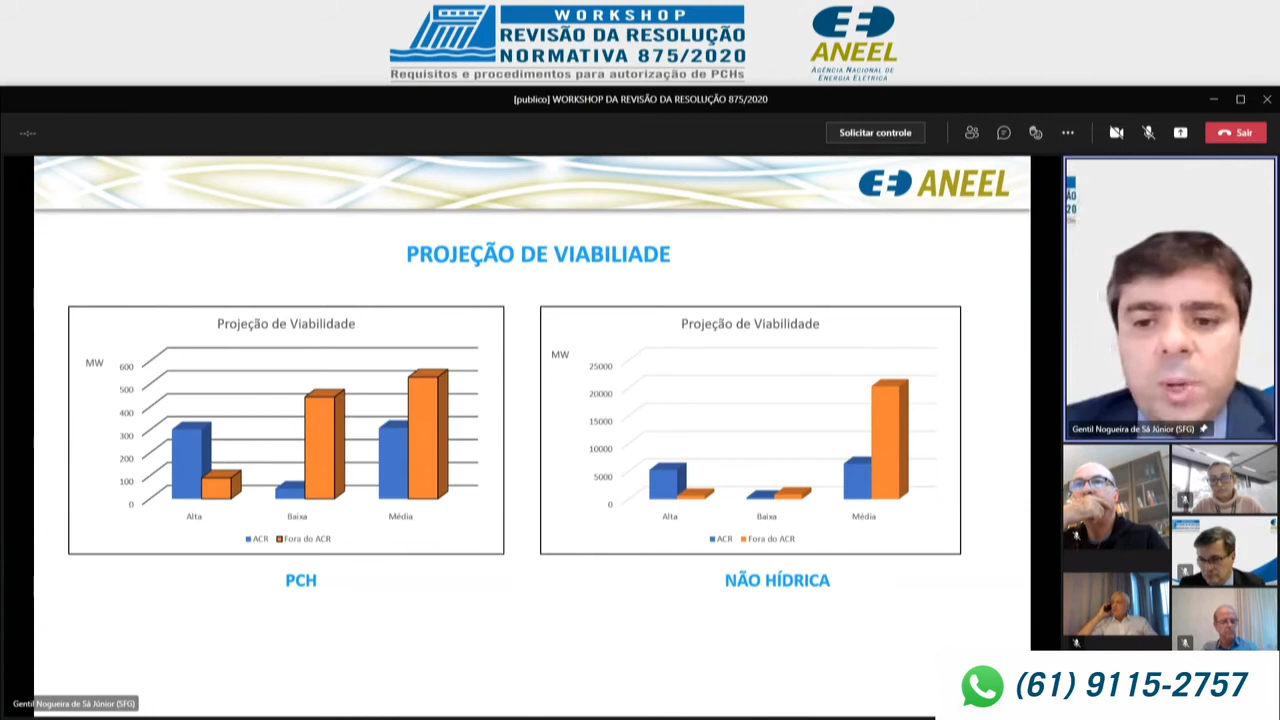 WORKSHOP
REVISÃO DA RESOLUÇÃO
NORMATIVA 875/2020
Requisitos e procedimentos para autorização de PCHs
ANEEL
AGÊNCIA NACIONAL DE
ENERGIA ELÉTRICA
[publico] WORKSHOP DA REVISÃO DA RESOLUÇÃO 875/2020
--:--
Solicitar controle
Sair
ANEEL
PROJEÇÃO DE VIABILIADE
Projeção de Viabilidade
MW
600
500
400
300
200
100
0
Alta Baixa Média
ACR Fora do ACR
PCH
Projeção de Viabilidade
MW
25000
20000
15000
10000
5000
0
Alta Baixa Média
ACR Fora do ACR
NÃO HÍDRICA
ÃO
20
Gentil Nogueira de Sá Júnior (SFG)
Gentil Nogueira de Sá Júnior (SFG)
(61) 9115-2757